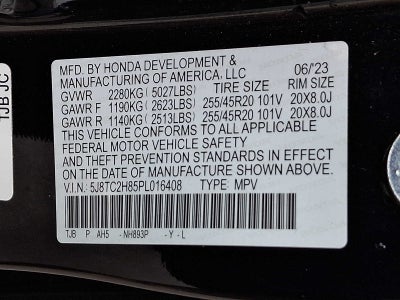 MFD. BY HONDA DEVELOPMENT &
MANUFACTURING OF AMERICA, LLC 06/'23
GVWR 2280KG ( 5027LBS) TIRE SIZE RIM SIZE
GAWR F 1190KG ( 2623LBS) 255/45R20 101V 20X8.0J
GAWR R 1140KG ( 2513LBS) 255/45R20 101V 20X8.0J
THIS VEHICLE CONFORMS TO ALL APPLICABLE
FEDERAL MOTOR VEHICLE SAFETY
AND THEFT PREVENTION STANDARDS IN EFFECT
ON THE DATE OF MANUFACTURE SHOWN ABOVE.
V.I.N.: 5J8TC2H85PL016408 TYPE: MPV
TJB P AH5 -NH893P -Y-L
TJB JC